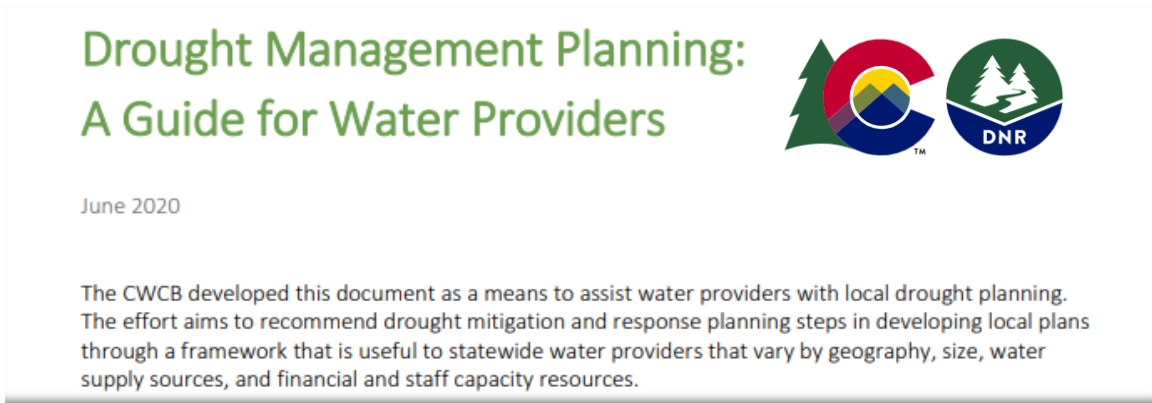 Drought Management Planning:
A Guide for Water Providers
TM
DNR
June 2020
The CWCB developed this document as a means to assist water providers with local drought planning.
The effort aims to recommend drought mitigation and response planning steps in developing local plans
through a framework that is useful to statewide water providers that vary by geography, size, water
supply sources, and financial and staff capacity resources.